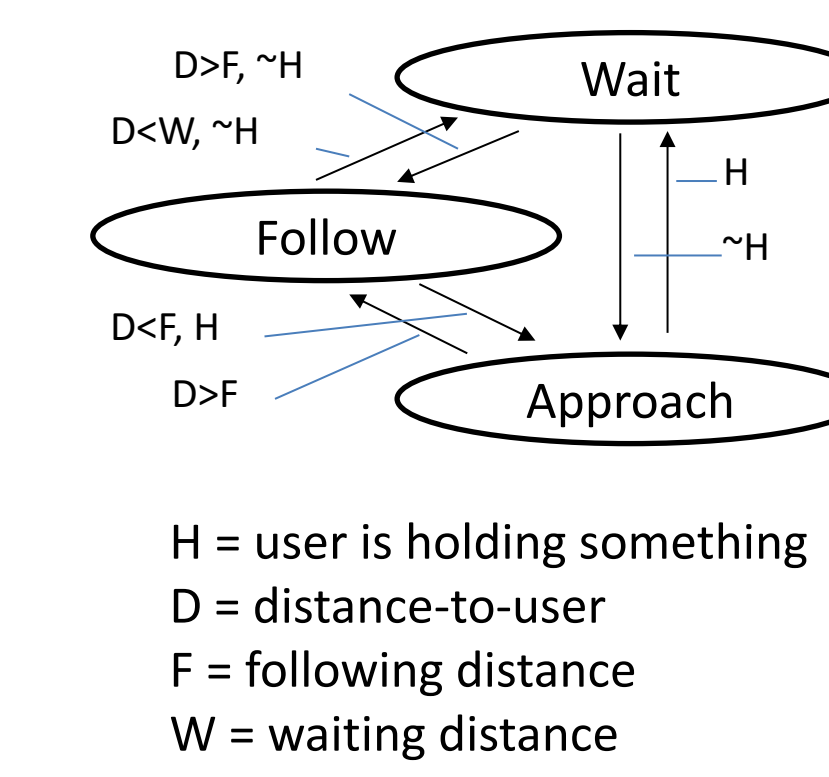 D>F, ~H
Wait
D<W, ~H
H
Follow
~H
D<F, H
D>F
Approach
H = user is holding something
D = distance-to-user
F = following distance
W = waiting distance